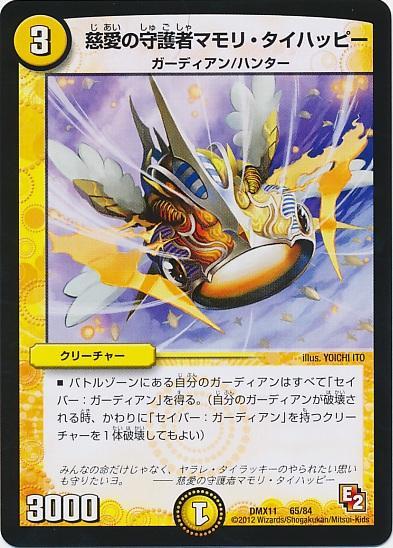 3
じあい しゅごしゃ
慈愛の守護者マモリ・タイハッピー
ガーディアン/ハンター
クリーチャー
illus. YOICHI ITO
■ バトルゾーンにある自分のガーディアンはすべて「セイ
バー：ガーディアン」を得る。（自分のガーディアンが破壊
される時、かわりに「セイバー：ガーディアン」を持つクリ
ーチャーを1体破壊してもよい）
みんなの命だけじゃなく、ヤラレ・タイラッキーのやられたい思い
も守りたいヨ。 ―― 慈愛の守護者マモリ・タイハッピー
3000
1
DMX11 65/84
©2012 Wizards/Shogakukan/Mitsui-Kids
E2